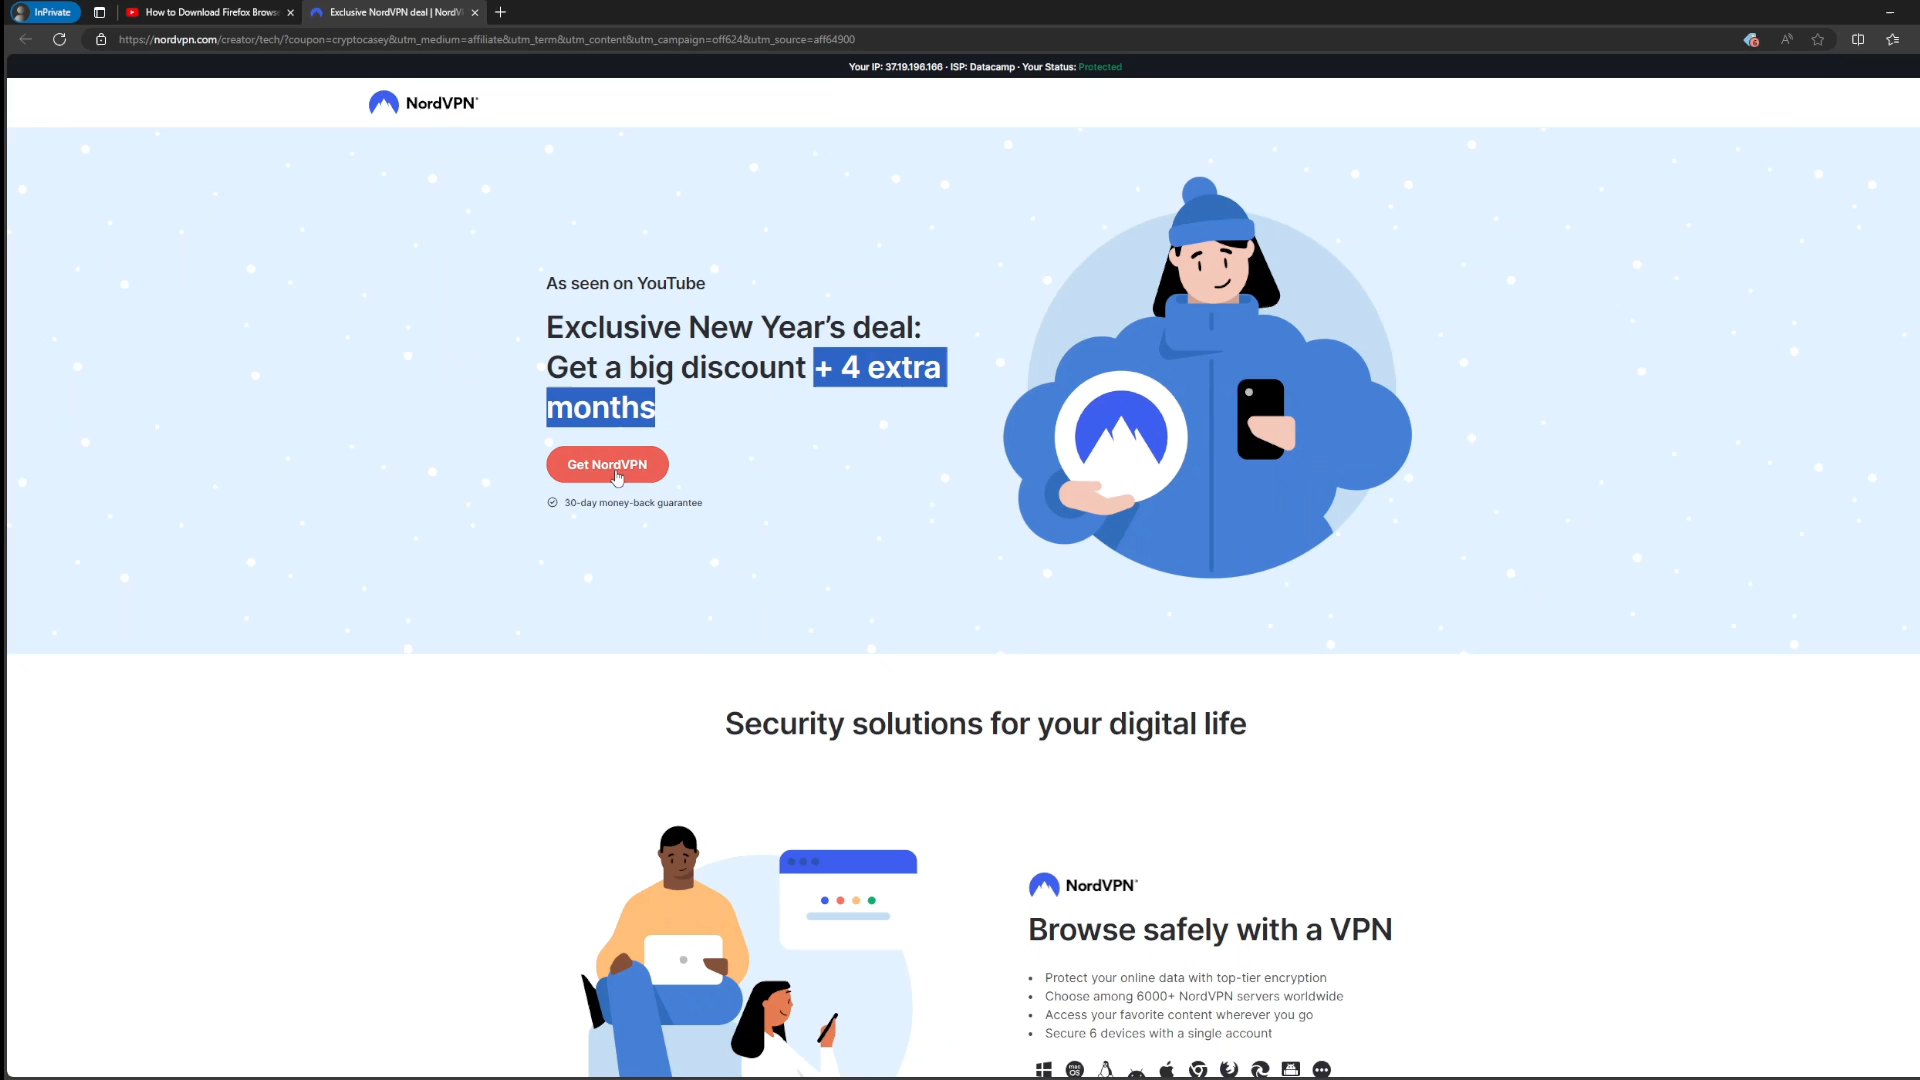 InPrivate
How to Download Firefox Brows
Exclusive NordVPN deal | NordV
https://nordvpn.com/creator/tech/?coupon=cryptocasey&utm_medium=affiliate&utm_term&utm_content&utm_campaign=off624&utm_source=aff64900
Your IP: 37.19.196.166 · ISP: Datacamp · Your Status: Protected
NordVPN®
As seen on YouTube
Exclusive New Year’s deal:
Get a big discount + 4 extra
months
Get NordVPN
30-day money-back guarantee
Security solutions for your digital life
NordVPN®
Browse safely with a VPN
• Protect your online data with top-tier encryption
• Choose among 6000+ NordVPN servers worldwide
• Access your favorite content wherever you go
• Secure 6 devices with a single account
mac
OS